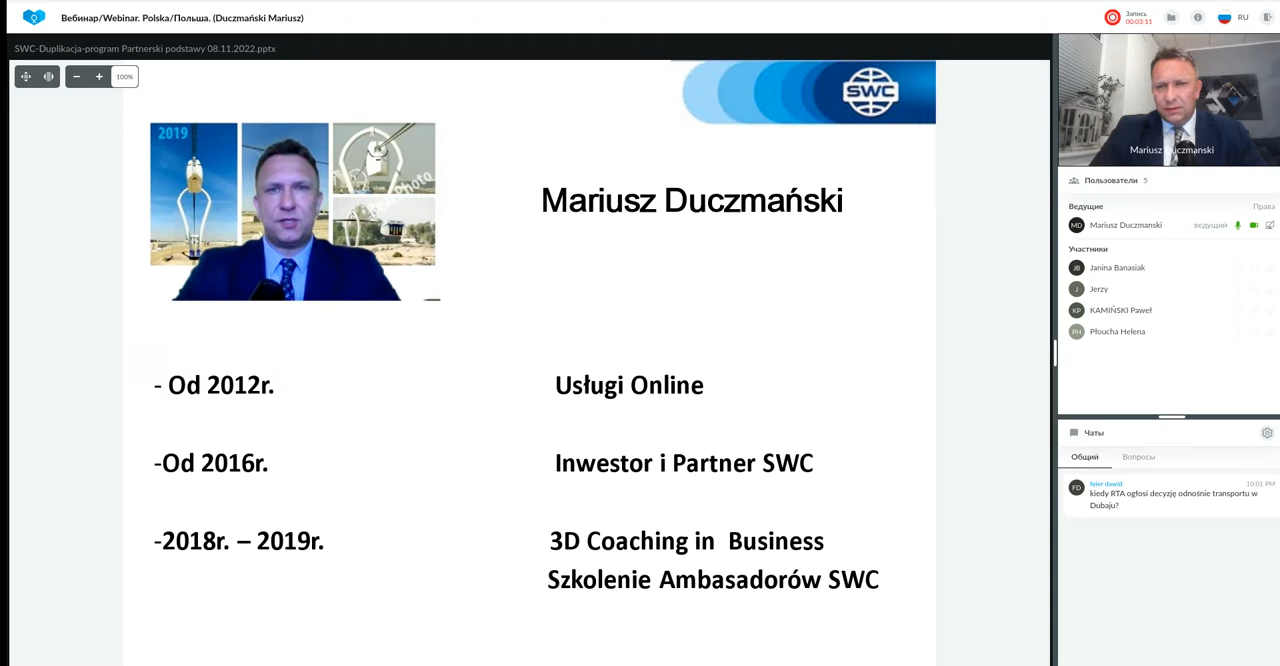 Вебинар/Webinar. Polska/Польша. (Duczmański Mariusz)
Запись
00:03:11
RU
SWC-Duplikacja-program Partnerski podstawy 08.11.2022.pptx
100%
SWC
2019
photo
Mariusz Duczmański
- Od 2012r. Usługi Online
-Od 2016r. Inwestor i Partner SWC
-2018r. – 2019r. 3D Coaching in Business
Szkolenie Ambasadorów SWC
Mariusz Duczmanski
Пользователи 5
Ведущие Права
MD Mariusz Duczmanski ведущий
Участники
JB Janina Banasiak
J Jerzy
KP KAMIŃSKI Paweł
PH Płoucha Helena
Чаты
Общий Вопросы
FD feier dawid 10:01 PM
kiedy RTA ogłosi decyzję odnośnie transportu w
Dubaju?